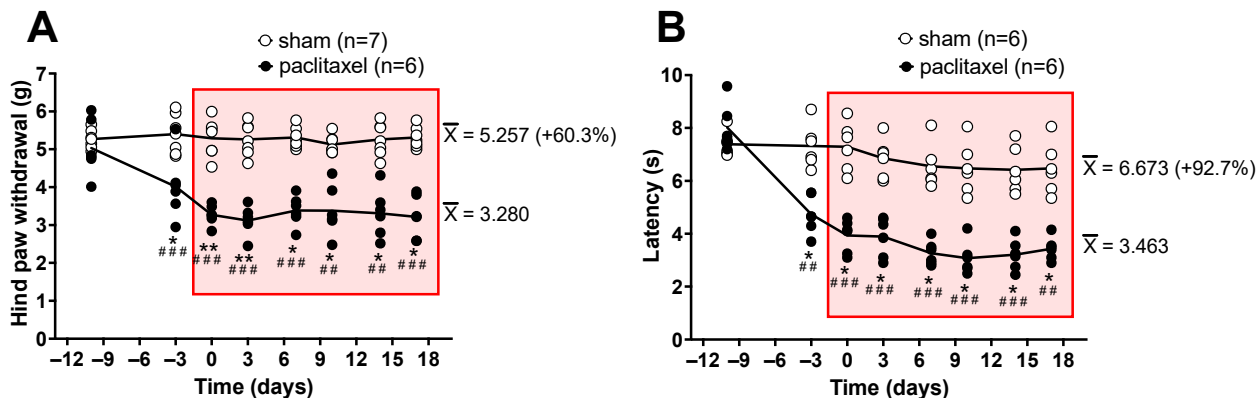 A
sham (n=7)
paclitaxel (n=6)
Hind paw withdrawal (g)
7
6
5
4
3
2
1
0
X̅ = 5.257 (+60.3%)
X̅ = 3.280
* ** ** * * * *
### ### ### ### ## ## ###
–12 –9 –6 –3 0 3 6 9 12 15 18
Time (days)
B
sham (n=6)
paclitaxel (n=6)
Latency (s)
10
8
6
4
2
0
X̅ = 6.673 (+92.7%)
X̅ = 3.463
* * * * * * *
## ### ### ### ### ### ##
–12 –9 –6 –3 0 3 6 9 12 15 18
Time (days)